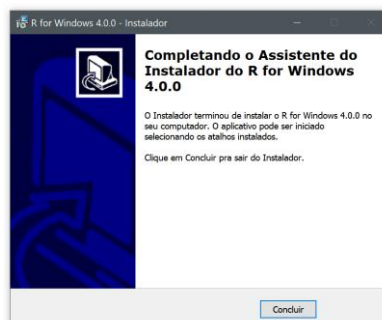 R for Windows 4.0.0 - Instalador
Completando o Assistente do
Instalador do R for Windows
4.0.0
O Instalador terminou de instalar o R for Windows 4.0.0 no
seu computador. O aplicativo pode ser iniciado
selecionando os atalhos instalados.
Clique em Concluir pra sair do Instalador.
Concluir